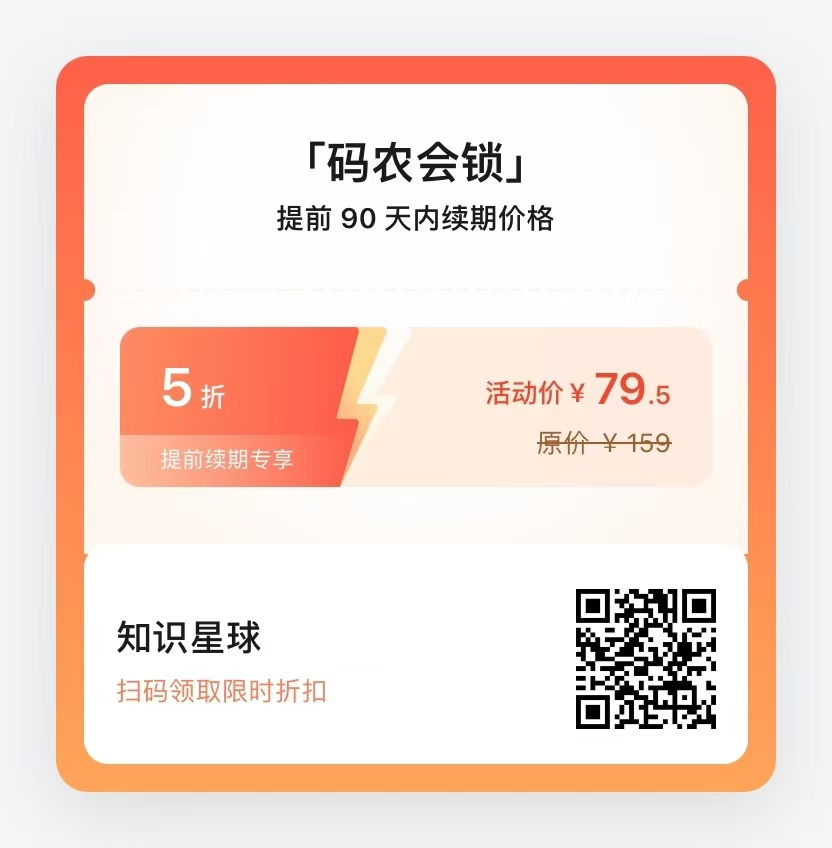 「码农会锁」
提前 90 天内续期价格
5 折
提前续期专享
活动价 ¥ 79.5
原价 ¥ 159
知识星球
扫码领取限时折扣